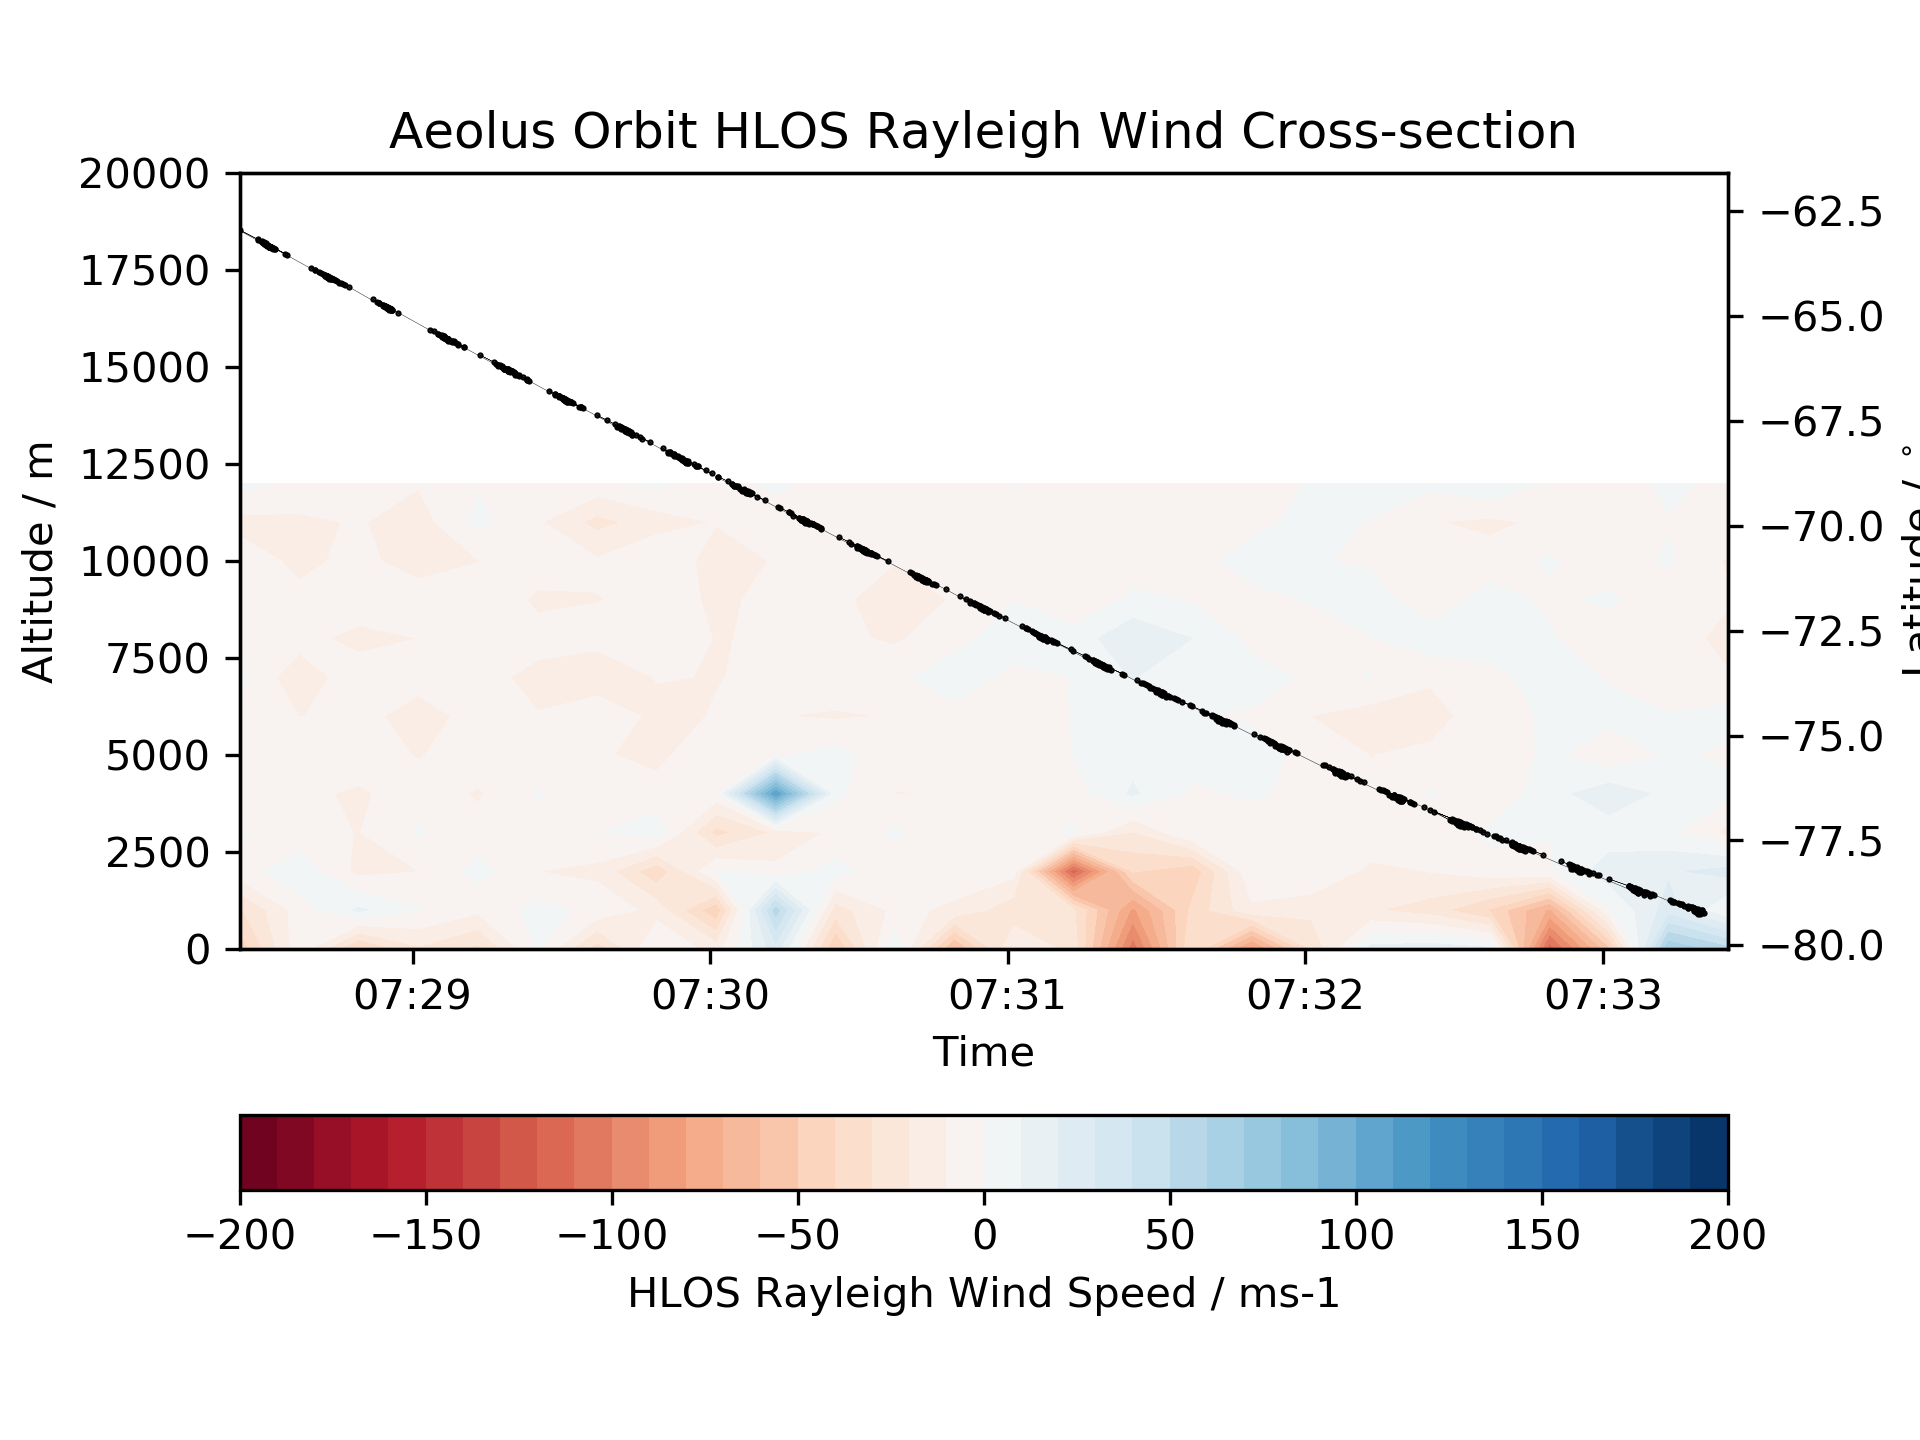 Aeolus Orbit HLOS Rayleigh Wind Cross-section
20000
17500
15000
12500
10000
7500
5000
2500
0
Altitude / m
−62.5
−65.0
−67.5
−70.0
−72.5
−75.0
−77.5
−80.0
Latitude / °
07:29 07:30 07:31 07:32 07:33
Time
−200 −150 −100 −50 0 50 100 150 200
HLOS Rayleigh Wind Speed / ms-1